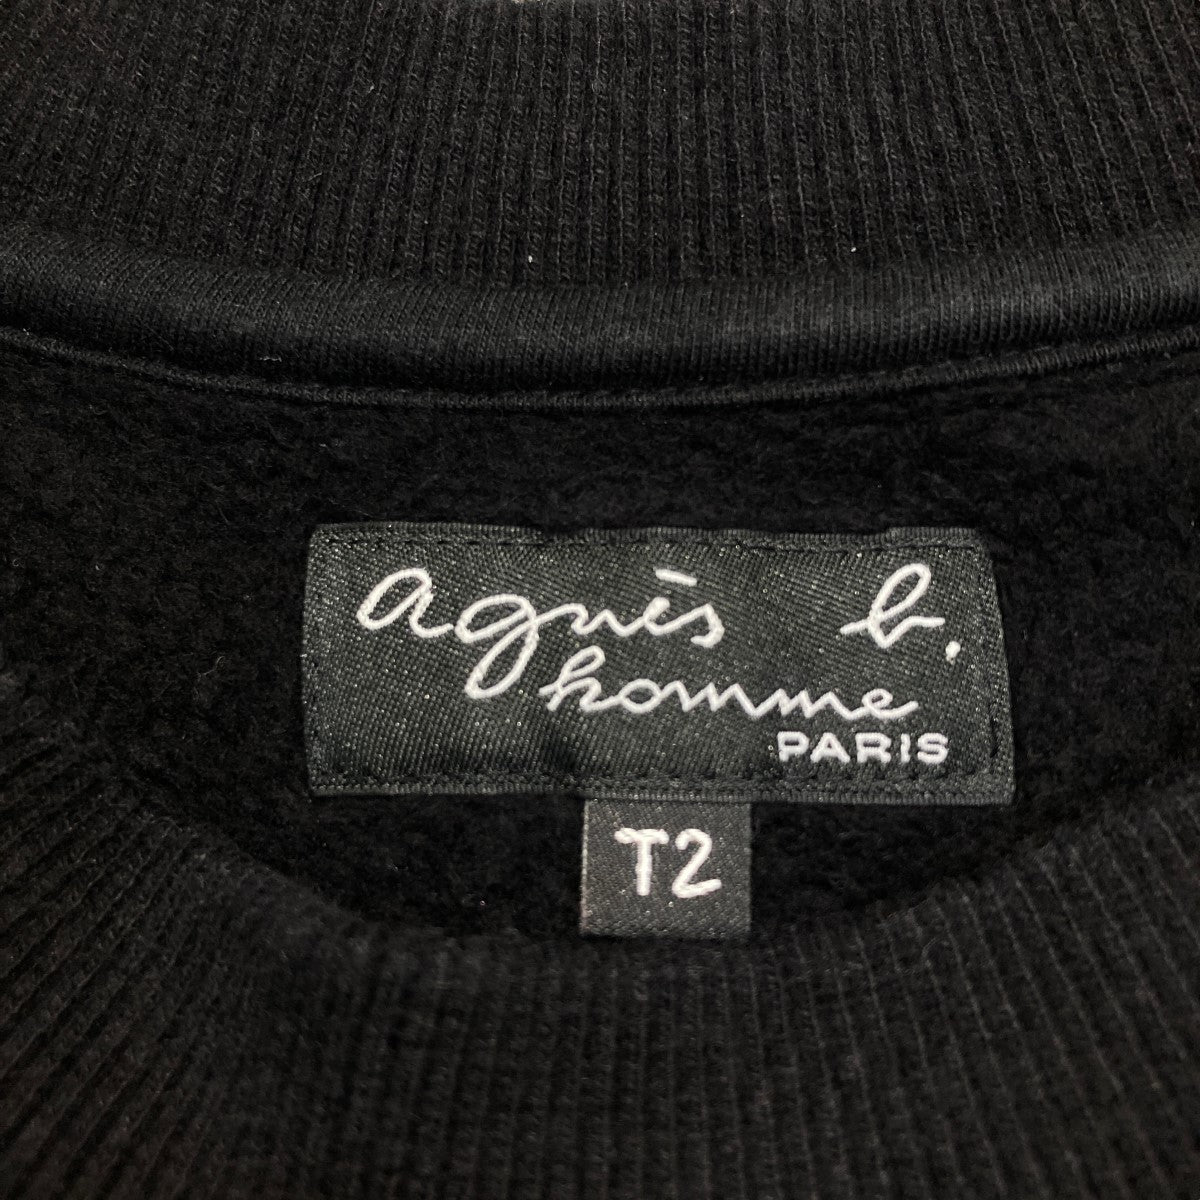 agnès b.
homme
PARIS
T2